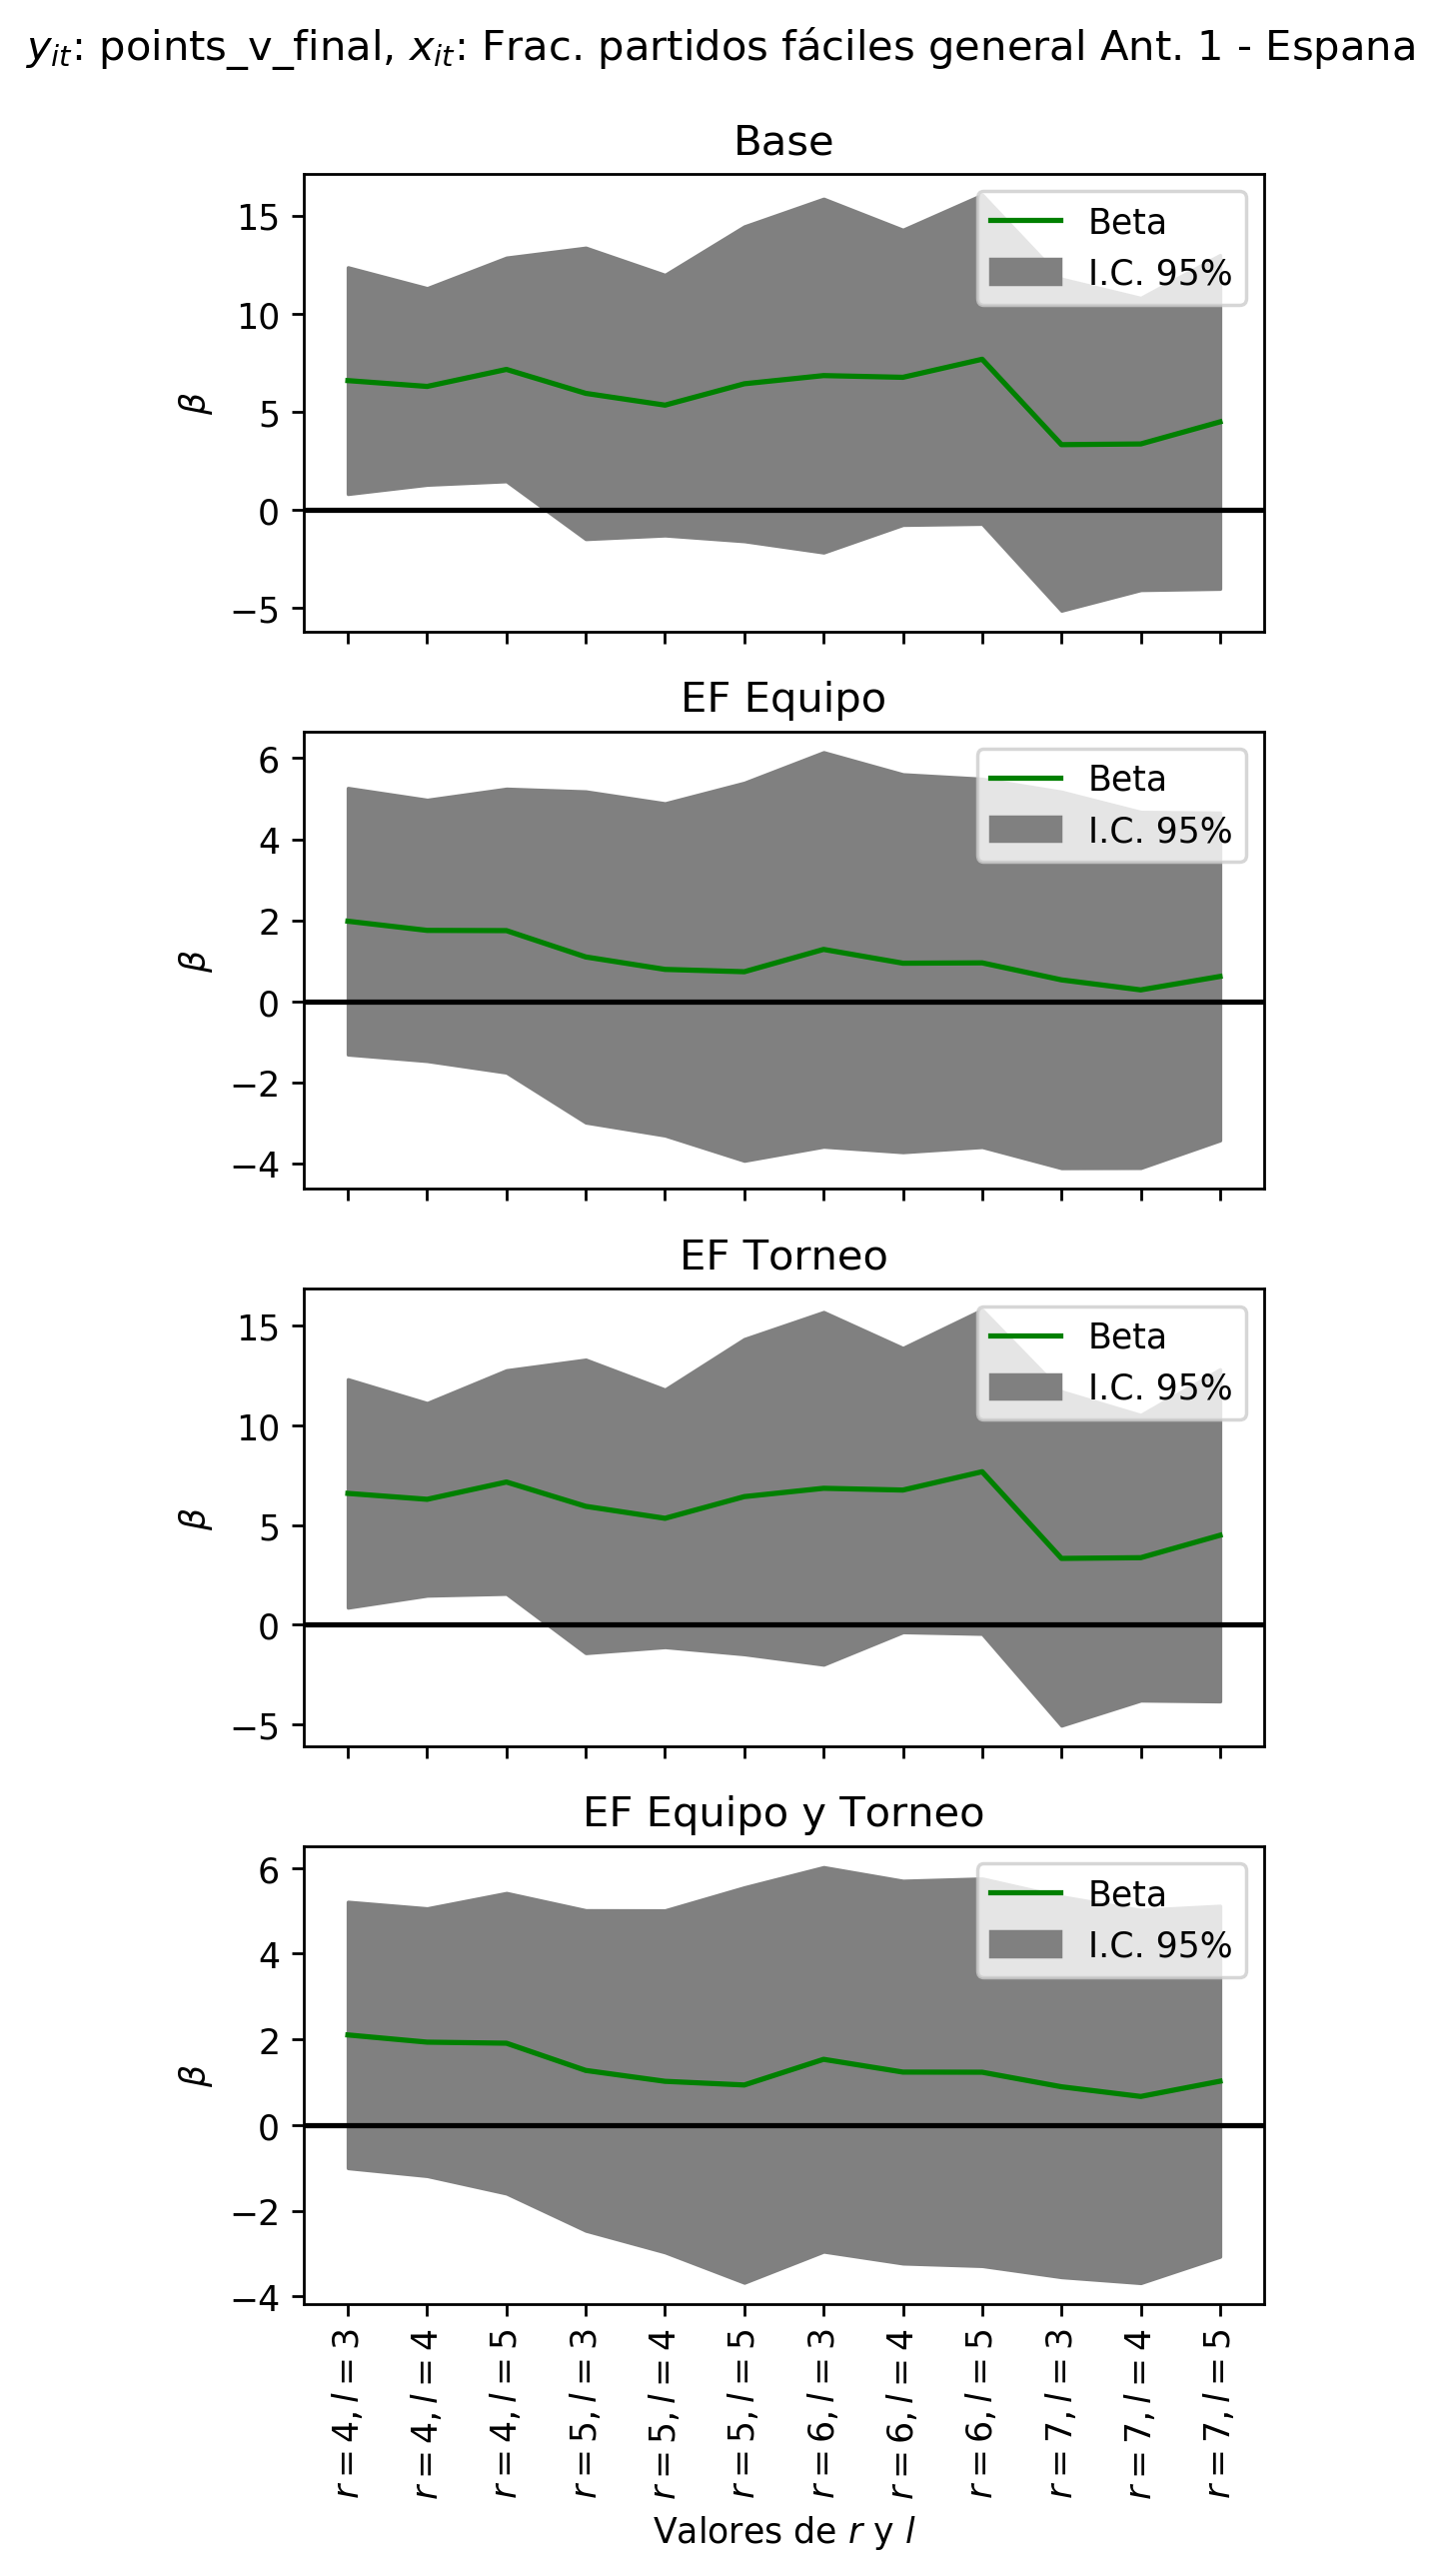 y_it: points_v_final, x_it: Frac. partidos fáciles general Ant. 1 - Espana
Base
Beta
I.C. 95%
15
10
5
0
−5
β
EF Equipo
Beta
I.C. 95%
6
4
2
0
−2
−4
β
EF Torneo
Beta
I.C. 95%
15
10
5
0
−5
β
EF Equipo y Torneo
Beta
I.C. 95%
6
4
2
0
−2
−4
β
r = 4, l = 3
r = 4, l = 4
r = 4, l = 5
r = 5, l = 3
r = 5, l = 4
r = 5, l = 5
r = 6, l = 3
r = 6, l = 4
r = 6, l = 5
r = 7, l = 3
r = 7, l = 4
r = 7, l = 5
Valores de r y l